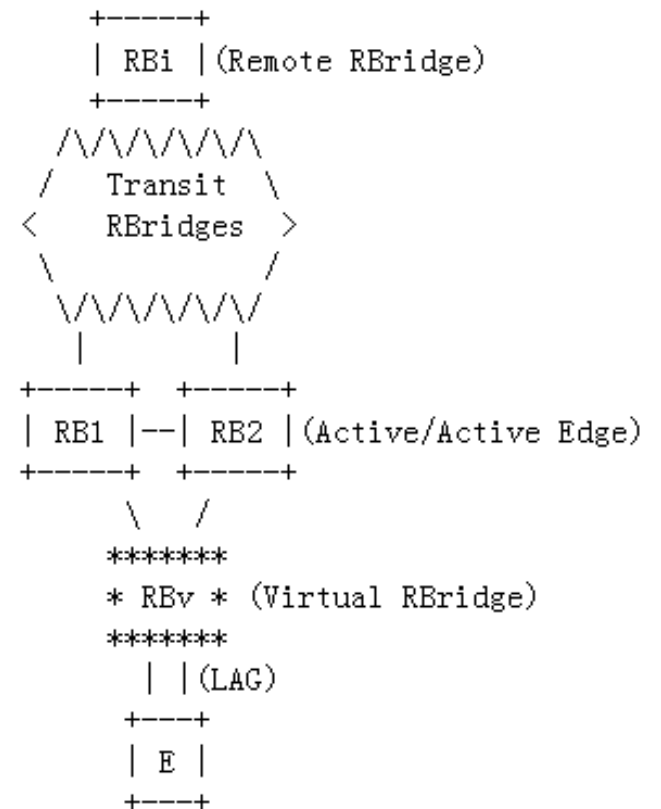 +-----+
| RBi |(Remote RBridge)
+-----+
/\/\/\/\/\/\/\
/ Transit \
< RBridges >
\ /
\/\/\/\/\/\/\/
| |
+-----+ +-----+
| RB1 |--| RB2 |(Active/Active Edge)
+-----+ +-----+
\ /
*******
* RBv * (Virtual RBridge)
*******
| |(LAG)
+---+
| E |
+---+